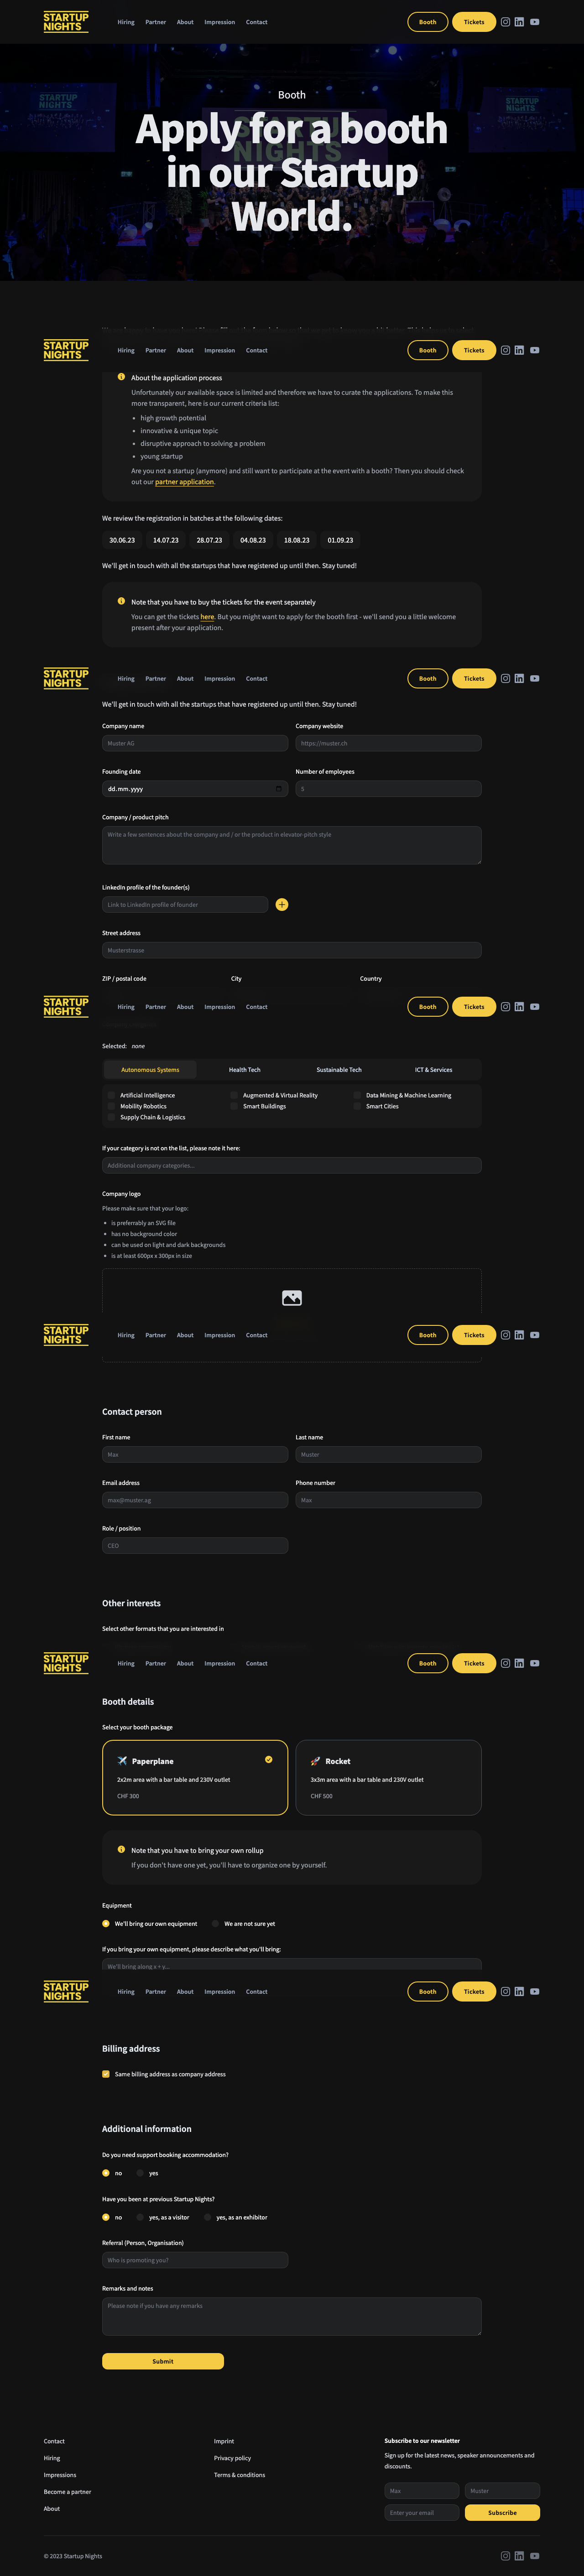 STARTUP
NIGHTS
Hiring Partner About Impression Contact Booth Tickets
Booth
Apply for a booth
in our Startup
World.
STARTUP
NIGHTS
Hiring Partner About Impression Contact Booth Tickets
About the application process
Unfortunately our available space is limited and therefore we have to curate the applications. To make this
more transparent, here is our current criteria list:
• high growth potential
• innovative & unique topic
• disruptive approach to solving a problem
• young startup
Are you not a startup (anymore) and still want to participate at the event with a booth? Then you should check
out our partner application.
We review the registration in batches at the following dates:
30.06.23 14.07.23 28.07.23 04.08.23 18.08.23 01.09.23
We'll get in touch with all the startups that have registered up until then. Stay tuned!
Note that you have to buy the tickets for the event separately
You can get the tickets here. But you might want to apply for the booth first - we'll send you a little welcome
present after your application.
STARTUP
NIGHTS
Hiring Partner About Impression Contact Booth Tickets
We'll get in touch with all the startups that have registered up until then. Stay tuned!
Company name Company website
Muster AG https://muster.ch
Founding date Number of employees
dd.mm.yyyy 5
Company / product pitch
Write a few sentences about the company and / or the product in elevator-pitch style
LinkedIn profile of the founder(s)
Link to LinkedIn profile of founder
Street address
Musterstrasse
ZIP / postal code City Country
STARTUP
NIGHTS
Hiring Partner About Impression Contact Booth Tickets
Selected: none
Autonomous Systems Health Tech Sustainable Tech ICT & Services
Artificial Intelligence Augmented & Virtual Reality Data Mining & Machine Learning
Mobility Robotics Smart Buildings Smart Cities
Supply Chain & Logistics
If your category is not on the list, please note it here:
Additional company categories...
Company logo
Please make sure that your logo:
• is preferrably an SVG file
• has no background color
• can be used on light and dark backgrounds
• is at least 600px x 300px in size
STARTUP
NIGHTS
Hiring Partner About Impression Contact Booth Tickets
Contact person
First name Last name
Max Muster
Email address Phone number
max@muster.ag Max
Role / position
CEO
Other interests
Select other formats that you are interested in
STARTUP
NIGHTS
Hiring Partner About Impression Contact Booth Tickets
Booth details
Select your booth package
Paperplane Rocket
2x2m area with a bar table and 230V outlet 3x3m area with a bar table and 230V outlet
CHF 300 CHF 500
Note that you have to bring your own rollup
If you don't have one yet, you'll have to organize one by yourself.
Equipment
We'll bring our own equipment We are not sure yet
If you bring your own equipment, please describe what you'll bring:
We'll bring along x + y...
STARTUP
NIGHTS
Hiring Partner About Impression Contact Booth Tickets
Billing address
Same billing address as company address
Additional information
Do you need support booking accommodation?
no yes
Have you been at previous Startup Nights?
no yes, as a visitor yes, as an exhibitor
Referral (Person, Organisation)
Who is promoting you?
Remarks and notes
Please note if you have any remarks
Submit
Contact Imprint Subscribe to our newsletter
Hiring Privacy policy Sign up for the latest news, speaker announcements and
discounts.
Impressions Terms & conditions
Become a partner Max Muster
About Enter your email Subscribe
© 2023 Startup Nights